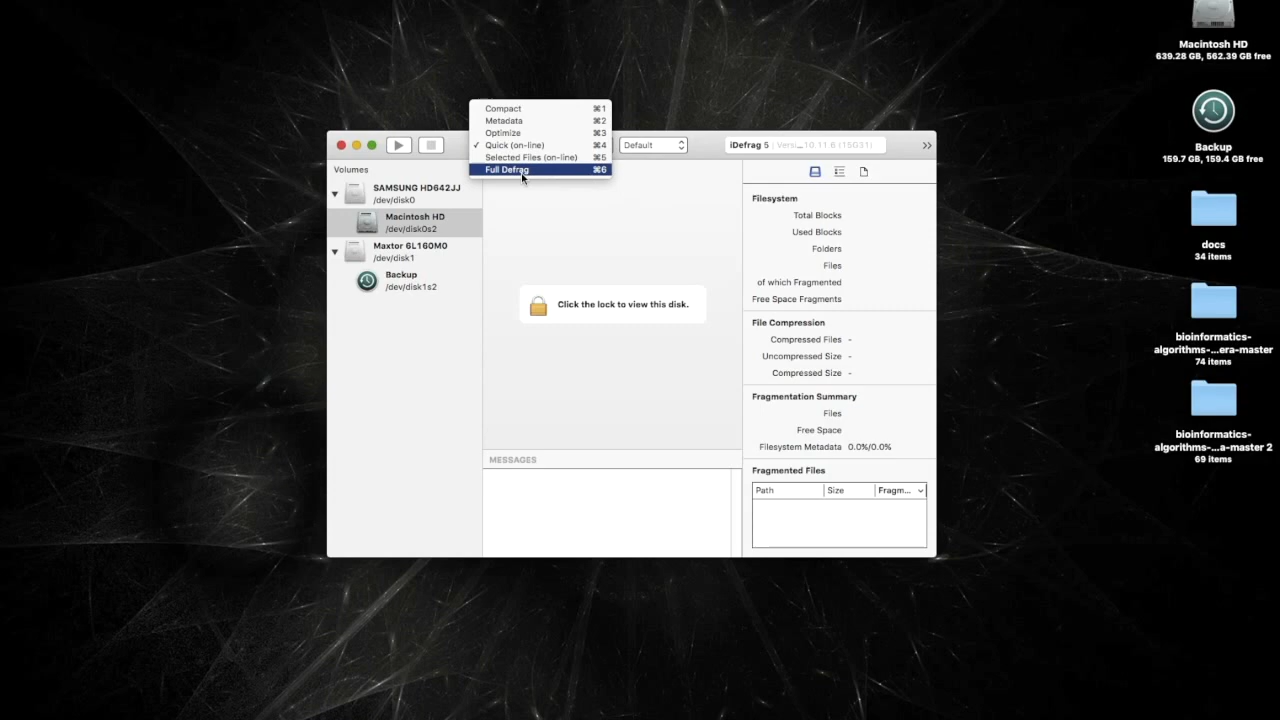 Macintosh HD
639.28 GB, 562.39 GB free
Backup
159.7 GB, 159.4 GB free
docs
34 items
bioinformatics-
algorithms-...era-master
74 items
bioinformatics-
algorithms-...a-master 2
69 items
Compact ⌘1
Metadata ⌘2
Optimize ⌘3
✓ Quick (on-line) ⌘4
Selected Files (on-line) ⌘5
Full Defrag ⌘6
Default
iDefrag 5 | Versi... 10.11.6 (15G31)
Volumes
SAMSUNG HD642JJ
/dev/disk0
Macintosh HD
/dev/disk0s2
Maxtor 6L160M0
/dev/disk1
Backup
/dev/disk1s2
Click the lock to view this disk.
MESSAGES
Filesystem
Total Blocks
Used Blocks
Folders
Files
of which Fragmented
Free Space Fragments
File Compression
Compressed Files -
Uncompressed Size -
Compressed Size -
Fragmentation Summary
Files
Free Space
Filesystem Metadata 0.0%/0.0%
Fragmented Files
Path Size Fragm...